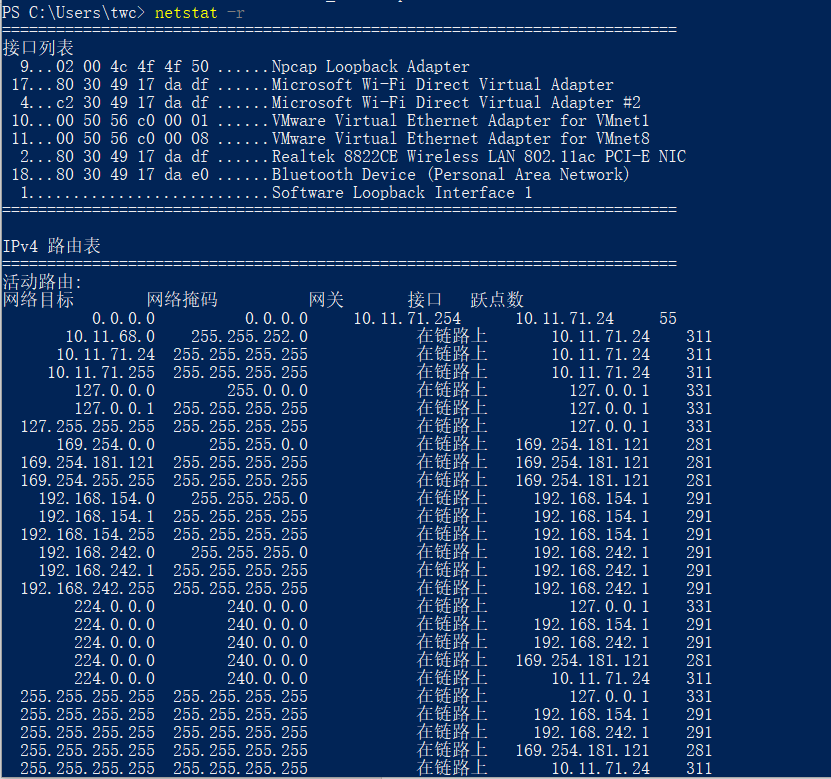 PS C:\Users\twc> netstat -r
===========================================================================
接口列表
  9...02 00 4c 4f 4f 50 ......Npcap Loopback Adapter
 17...80 30 49 17 da df ......Microsoft Wi-Fi Direct Virtual Adapter
  4...c2 30 49 17 da df ......Microsoft Wi-Fi Direct Virtual Adapter #2
 10...00 50 56 c0 00 01 ......VMware Virtual Ethernet Adapter for VMnet1
 11...00 50 56 c0 00 08 ......VMware Virtual Ethernet Adapter for VMnet8
  2...80 30 49 17 da df ......Realtek 8822CE Wireless LAN 802.11ac PCI-E NIC
 18...80 30 49 17 da e0 ......Bluetooth Device (Personal Area Network)
  1...........................Software Loopback Interface 1
===========================================================================
IPv4 路由表
===========================================================================
活动路由:
网络目标        网络掩码          网关       接口   跃点数
          0.0.0.0          0.0.0.0     10.11.71.254      10.11.71.24     55
       10.11.68.0    255.255.252.0            在链路上       10.11.71.24    311
      10.11.71.24  255.255.255.255            在链路上       10.11.71.24    311
     10.11.71.255  255.255.255.255            在链路上       10.11.71.24    311
        127.0.0.0        255.0.0.0            在链路上         127.0.0.1    331
        127.0.0.1  255.255.255.255            在链路上         127.0.0.1    331
  127.255.255.255  255.255.255.255            在链路上         127.0.0.1    331
      169.254.0.0      255.255.0.0            在链路上   169.254.181.121    281
  169.254.181.121  255.255.255.255            在链路上   169.254.181.121    281
  169.254.255.255  255.255.255.255            在链路上   169.254.181.121    281
    192.168.154.0    255.255.255.0            在链路上     192.168.154.1    291
    192.168.154.1  255.255.255.255            在链路上     192.168.154.1    291
  192.168.154.255  255.255.255.255            在链路上     192.168.154.1    291
    192.168.242.0    255.255.255.0            在链路上     192.168.242.1    291
    192.168.242.1  255.255.255.255            在链路上     192.168.242.1    291
  192.168.242.255  255.255.255.255            在链路上     192.168.242.1    291
        224.0.0.0        240.0.0.0            在链路上         127.0.0.1    331
        224.0.0.0        240.0.0.0            在链路上     192.168.154.1    291
        224.0.0.0        240.0.0.0            在链路上     192.168.242.1    291
        224.0.0.0        240.0.0.0            在链路上   169.254.181.121    281
        224.0.0.0        240.0.0.0            在链路上       10.11.71.24    311
  255.255.255.255  255.255.255.255            在链路上         127.0.0.1    331
  255.255.255.255  255.255.255.255            在链路上     192.168.154.1    291
  255.255.255.255  255.255.255.255            在链路上     192.168.242.1    291
  255.255.255.255  255.255.255.255            在链路上   169.254.181.121    281
  255.255.255.255  255.255.255.255            在链路上       10.11.71.24    311